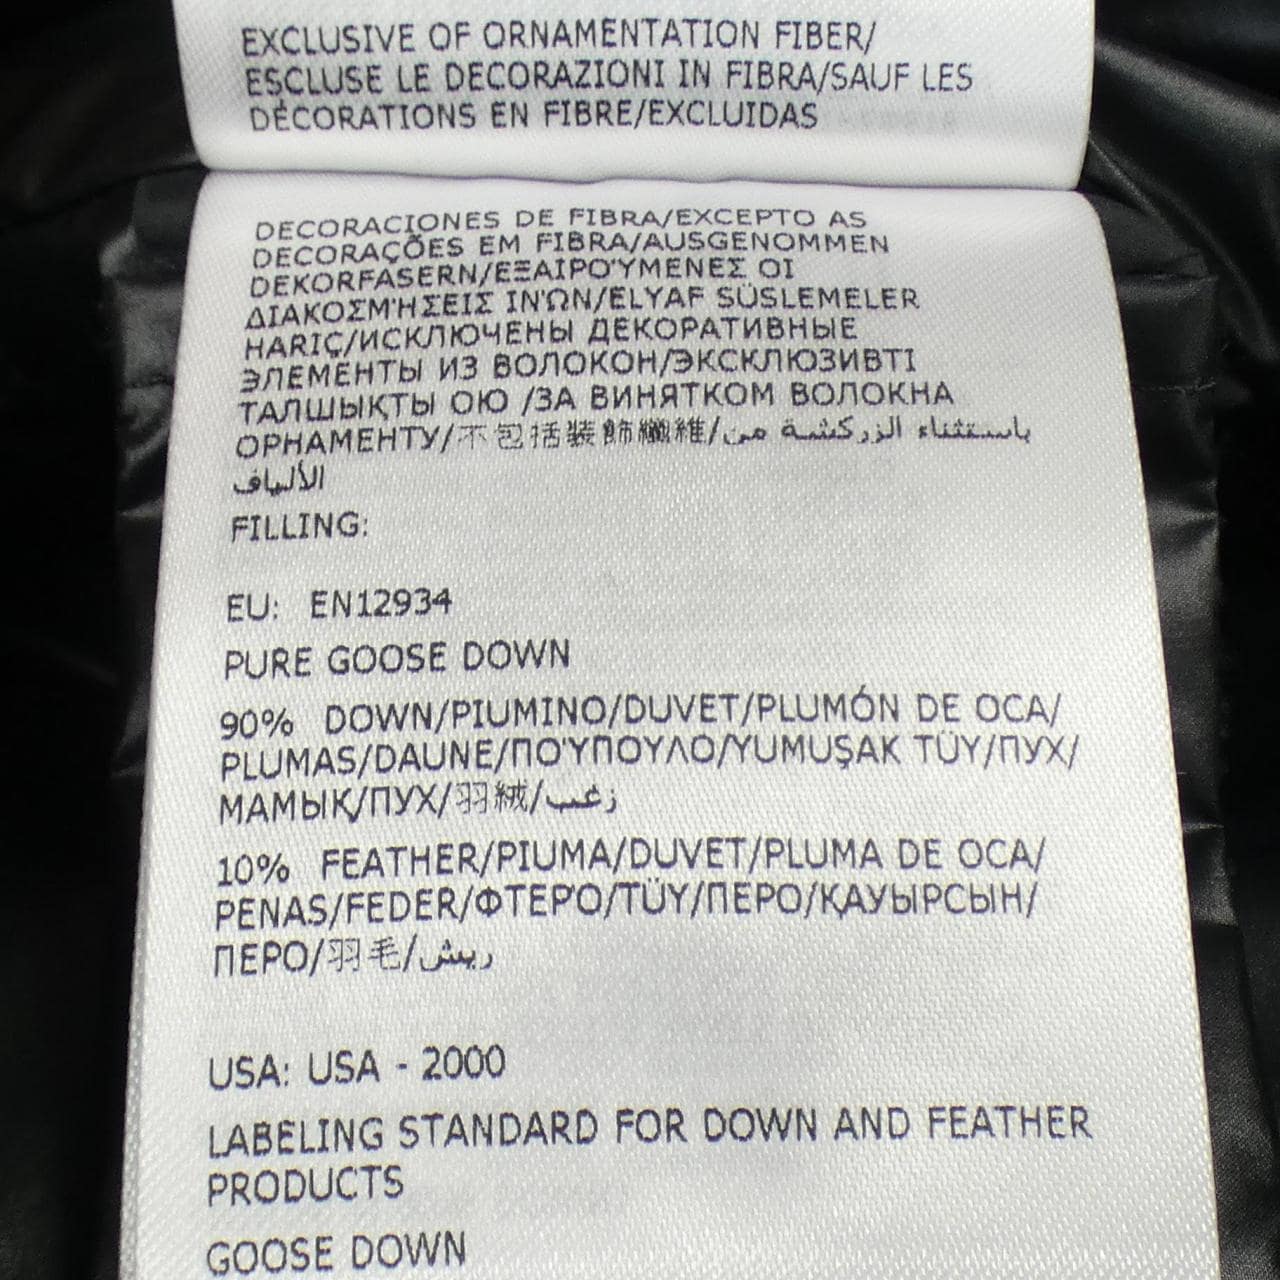 EXCLUSIVE OF ORNAMENTATION FIBER/
ESCLUSE LE DECORAZIONI IN FIBRA/SAUF LES
DÉCORATIONS EN FIBRE/EXCLUIDAS
DECORACIONES DE FIBRA/EXCEPTO AS
DECORAÇÕES EM FIBRA/AUSGENOMMEN
DEKORFASERN/ΕΞΑΙΡΟΎΜΕΝΕΣ ΟΙ
ΔΙΑΚΟΣΜΉΣΕΙΣ ΙΝΏΝ/ELYAF SÜSLEMELER
HARIÇ/ИСКЛЮЧЕНЫ ДЕКОРАТИВНЫЕ
ЭЛЕМЕНТЫ ИЗ ВОЛОКОН/ЭКСКЛЮЗИВТІ
ТАЛШЫҚТЫ ОЮ /ЗА ВИНЯТКОМ ВОЛОКНА
ОРНАМЕНТУ/不包括裝飾纖維/باستثناء الزركشة من
الألياف
FILLING:
EU: EN12934
PURE GOOSE DOWN
90% DOWN/PIUMINO/DUVET/PLUMÓN DE OCA/
PLUMAS/DAUNE/ΠΟΎΠΟΥΛΟ/YUMUŞAK TÜY/ПУХ/
МАМЫҚ/ПУХ/羽絨/زغب
10% FEATHER/PIUMA/DUVET/PLUMA DE OCA/
PENAS/FEDER/ΦΤΕΡΌ/TÜY/ПЕРО/ҚАУЫРСЫН/
ПЕРО/羽毛/ريش
USA: USA - 2000
LABELING STANDARD FOR DOWN AND FEATHER
PRODUCTS
GOOSE DOWN